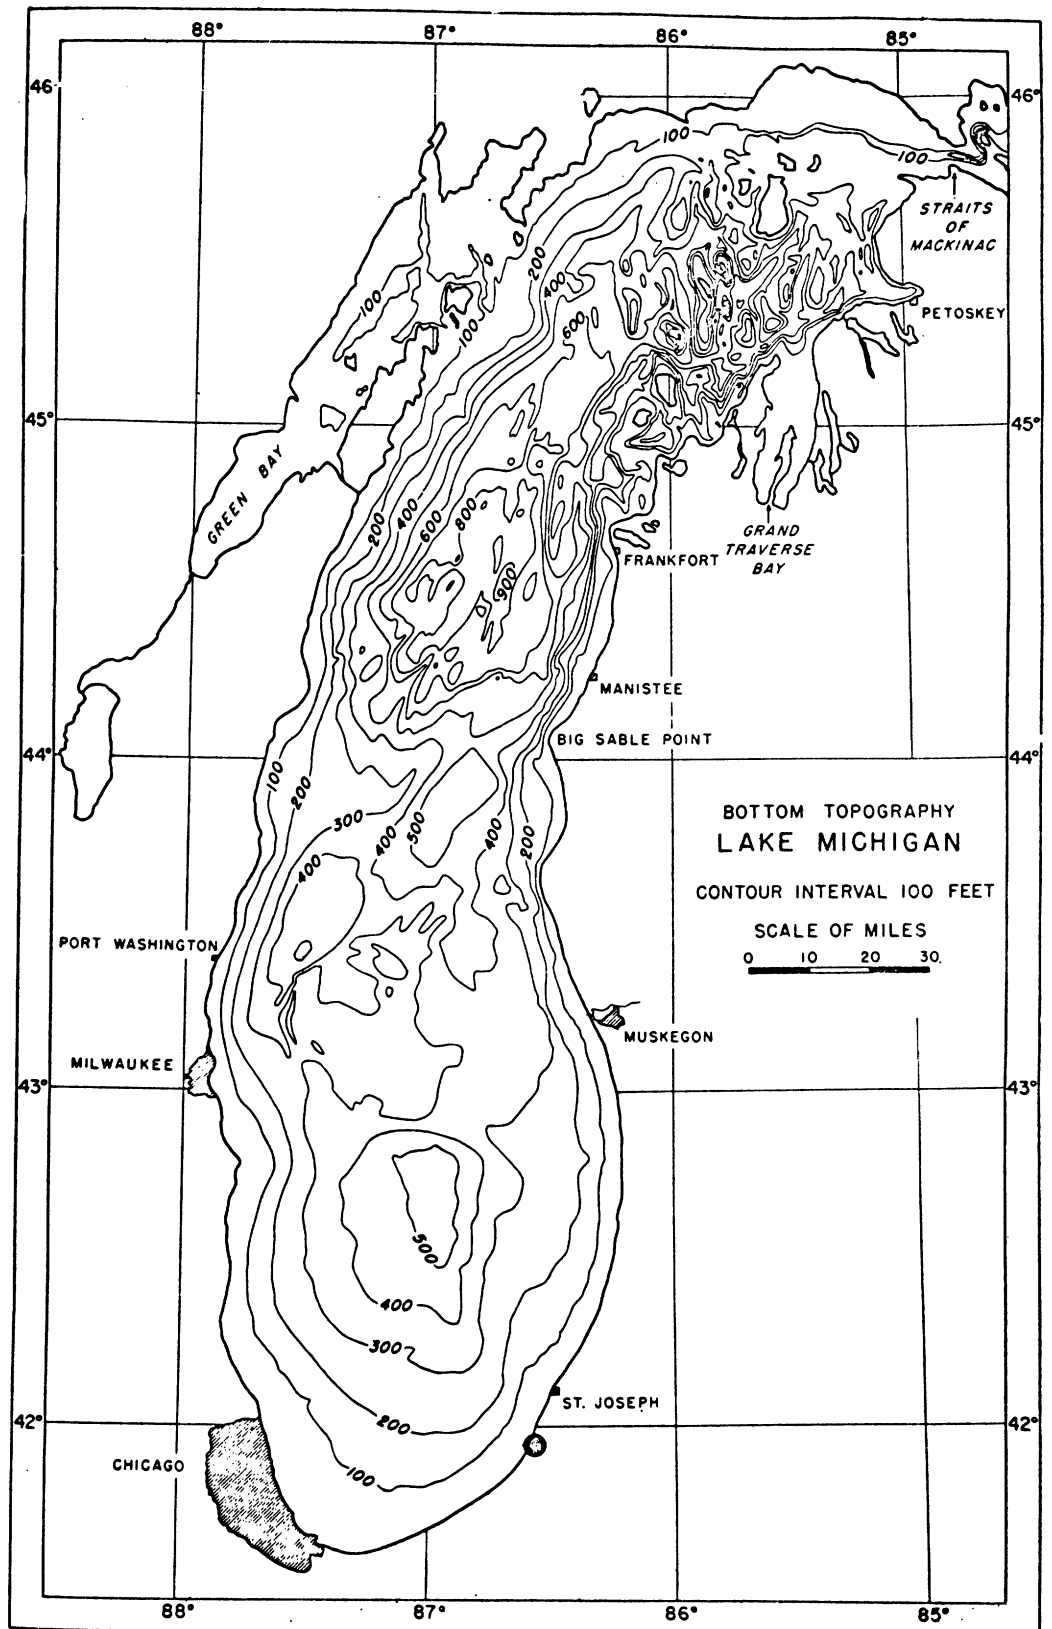 88°
87°
86°
85°
46°
46°
100
100
STRAITS
OF
MACKINAC
200
400
100
PETOSKEY
600
100
45°
45°
GREEN BAY
800
200
400
600
GRAND
TRAVERSE
BAY
FRANKFORT
900
MANISTEE
BIG SABLE POINT
44°
44°
100
200
300
400
500
400
200
BOTTOM TOPOGRAPHY
LAKE MICHIGAN
400
CONTOUR INTERVAL 100 FEET
SCALE OF MILES
0 10 20 30
PORT WASHINGTON
MUSKEGON
MILWAUKEE
43°
43°
500
400
300
ST. JOSEPH
42°
42°
200
CHICAGO
100
88°
87°
86°
85°